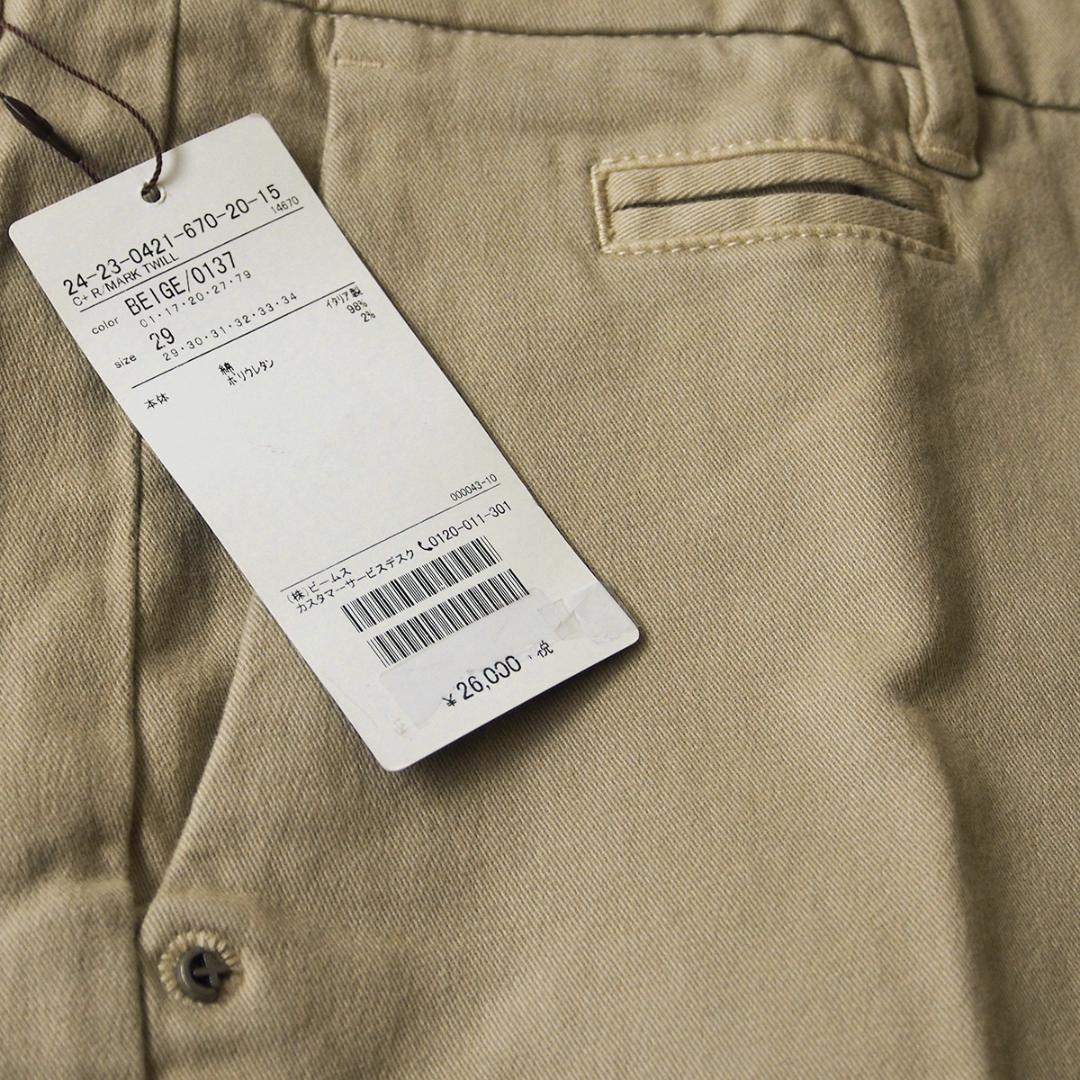 24-23-0421-670-20-15
C+ R/MARK TWILL 14670
color BEIGE/0137
01・17・20・27・79
size 29
29・30・31・32・33・34
イタリア製
本体 綿 98%
ポリウレタン 2%
000043-10
(株)ビームス
カスタマーサービスデスク 0120-011-301
¥26,000 +税